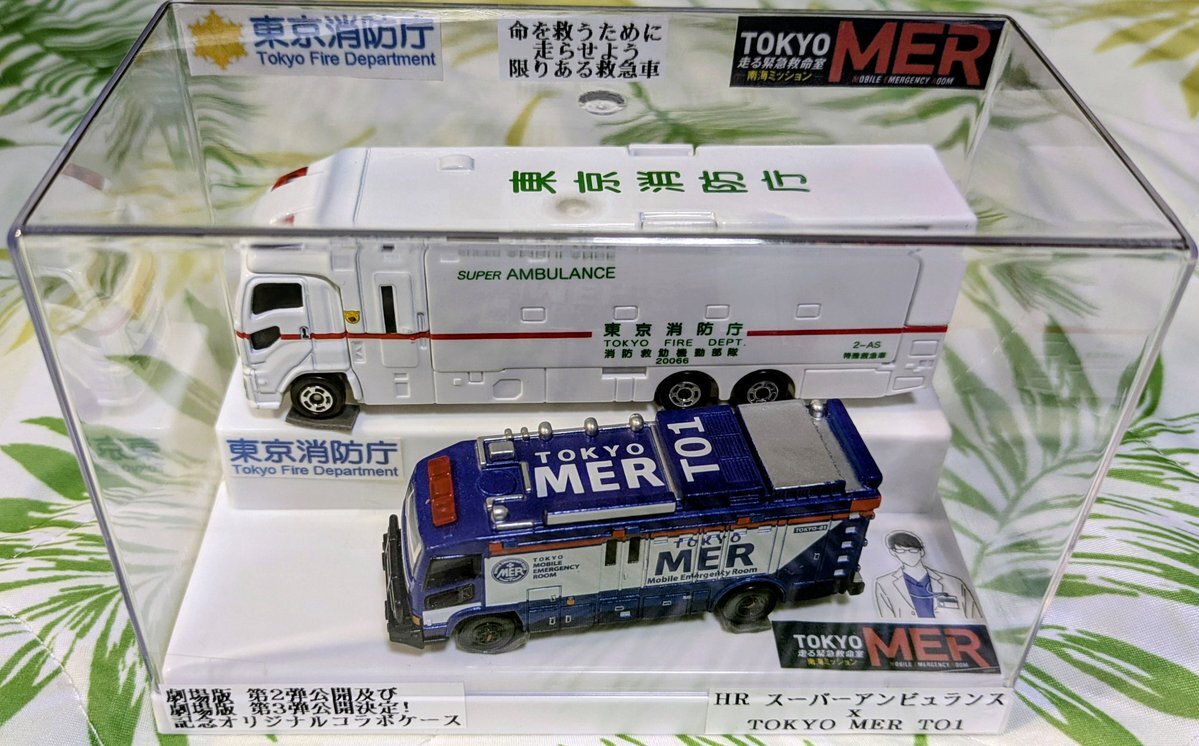 東京消防庁
Tokyo Fire Department
命を救うために
走らせよう
限りある救急車
TOKYO MER
走る緊急救命室
南海ミッション
MOBILE EMERGENCY ROOM
東京消防庁
SUPER AMBULANCE
東京消防庁
TOKYO FIRE DEPT.
消防救助機動部隊
20066
2-AS
特殊救急車
東京消防庁
Tokyo Fire Department
TOKYO
MER
TO1
MER
TOKYO
MOBILE
EMERGENCY
ROOM
TOKYO
MER
Mobile Emergency Room
TOKYO-01
TOKYO MER
走る緊急救命室
南海ミッション
MOBILE EMERGENCY ROOM
劇場版 第2弾公開及び
劇場版 第3弾公開決定!
記念オリジナルコラボケース
HR スーパーアンビュランス
X
TOKYO MER TO1